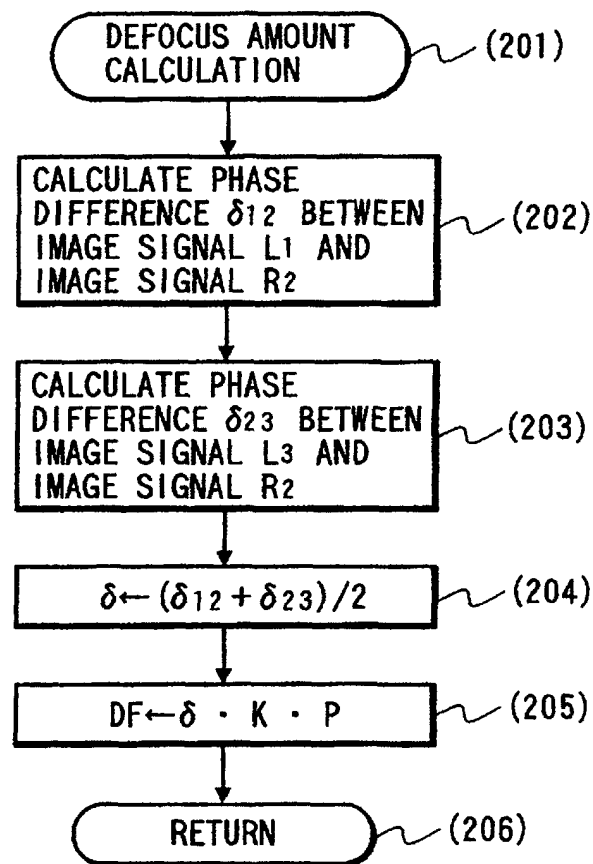 DEFOCUS AMOUNT
CALCULATION
(201)
CALCULATE PHASE
DIFFERENCE δ12 BETWEEN
IMAGE SIGNAL L1 AND
IMAGE SIGNAL R2
(202)
CALCULATE PHASE
DIFFERENCE δ23 BETWEEN
IMAGE SIGNAL L3 AND
IMAGE SIGNAL R2
(203)
δ←(δ12+δ23)/2
(204)
DF←δ · K · P
(205)
RETURN
(206)